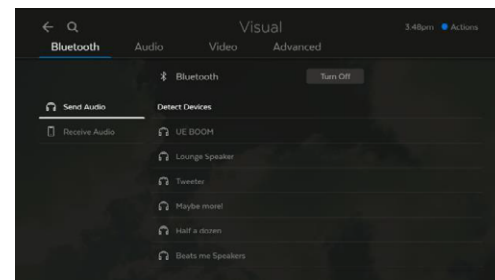 Visual
3:48pm Actions
Bluetooth Audio Video Advanced
Bluetooth Turn Off
Send Audio Detect Devices
Receive Audio UE BOOM
Lounge Speaker
Tweeter
Maybe more!
Half a dozen
Beats me Speakers